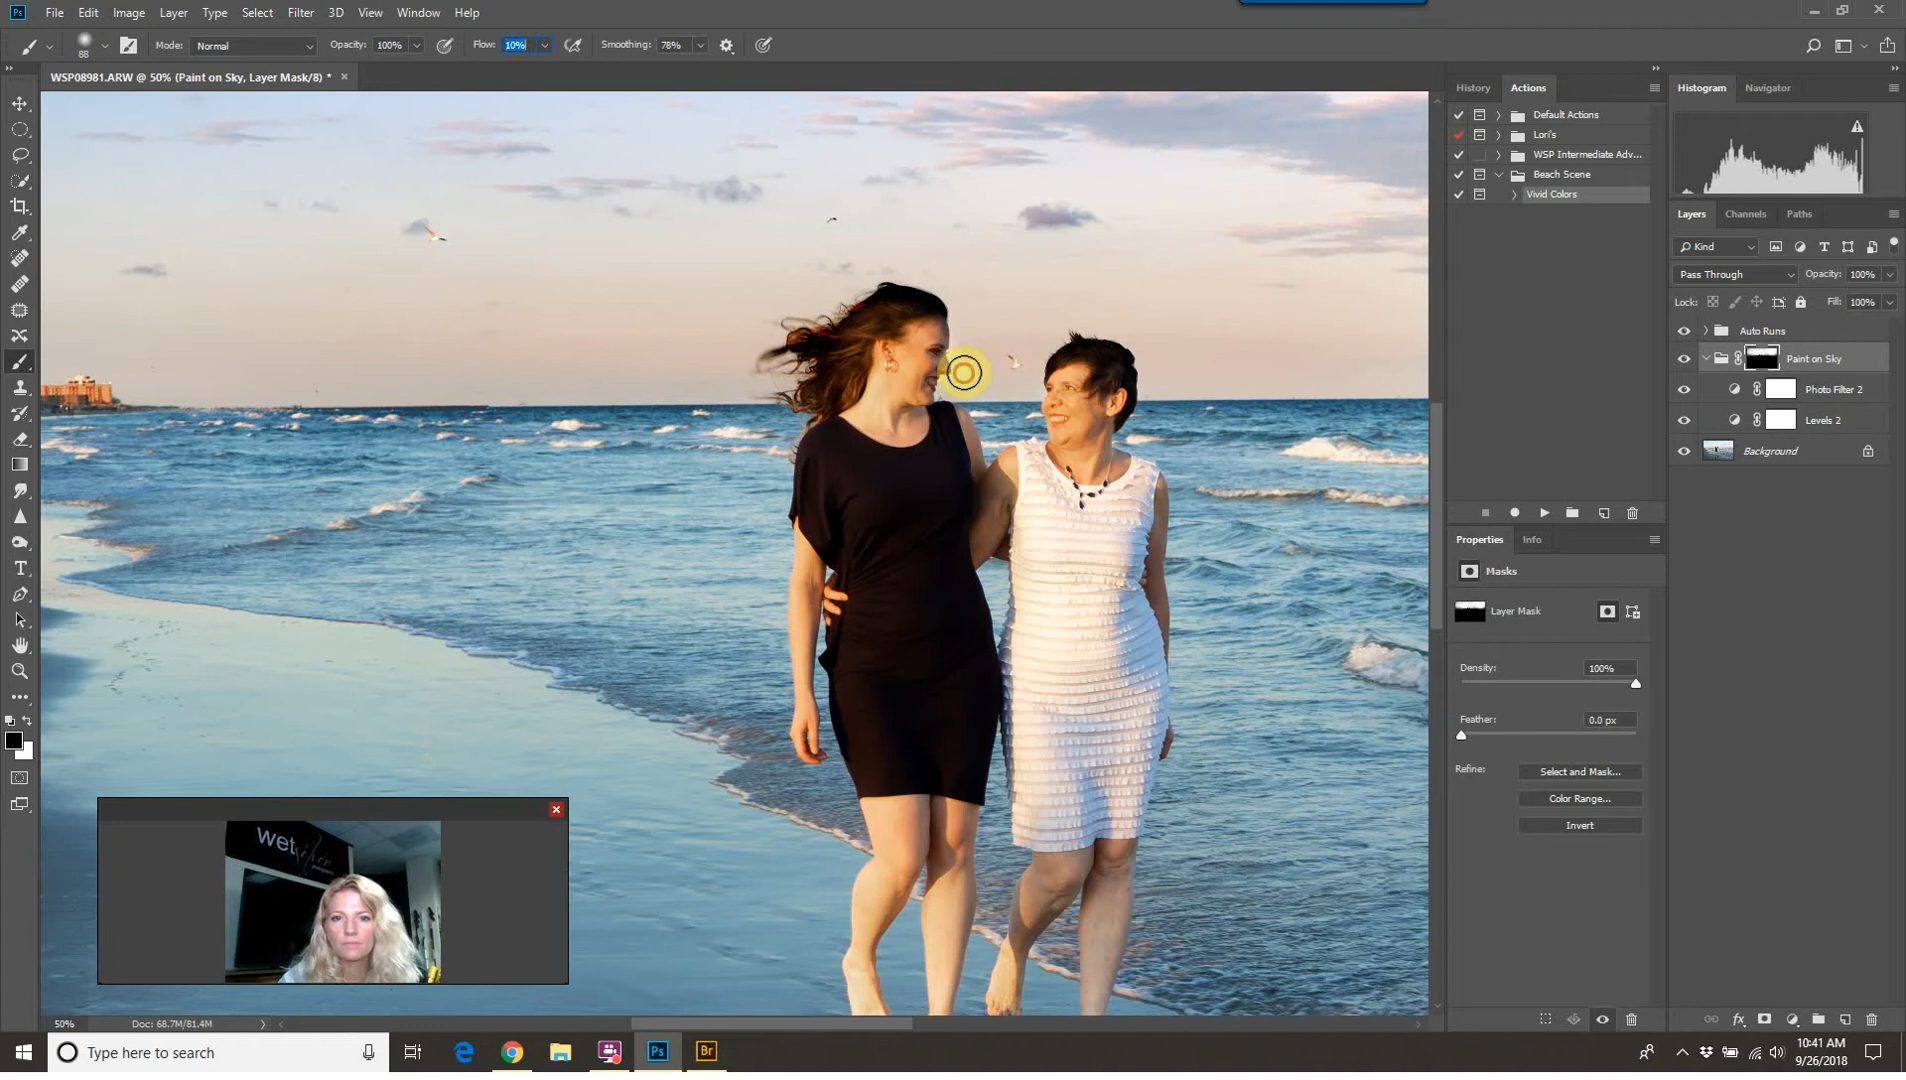 Ps File Edit Image Layer Type Select Filter 3D View Window Help
88 Mode: Normal Opacity: 100% Flow: 10% Smoothing: 78%
WSP08981.ARW @ 50% (Paint on Sky, Layer Mask/8) * ×
History Actions
Default Actions
Lori's
WSP Intermediate Adv...
Beach Scene
Vivid Colors
Histogram Navigator
Layers Channels Paths
Kind
Pass Through Opacity: 100%
Lock: Fill: 100%
Auto Runs
Paint on Sky
Photo Filter 2
Levels 2
Background
Properties Info
Masks
Layer Mask
Density: 100%
Feather: 0.0 px
Refine: Select and Mask...
Color Range...
Invert
Wet
50% Doc: 68.7M/81.4M
Type here to search
Ps
Br
10:41 AM
9/26/2018